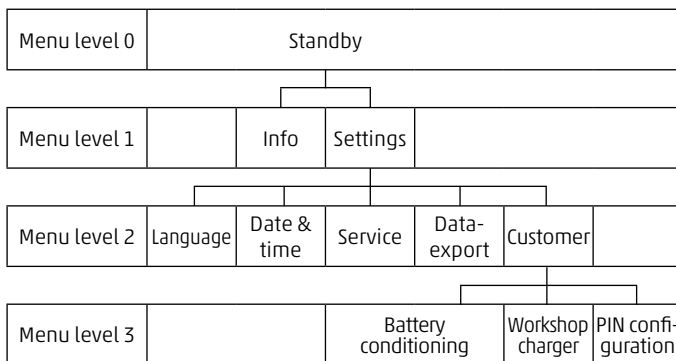 Menu level 0 Standby
Menu level 1 Info Settings
Menu level 2 Language Date & time Service Data-export Customer
Menu level 3 Battery conditioning Workshop charger PIN confi-guration